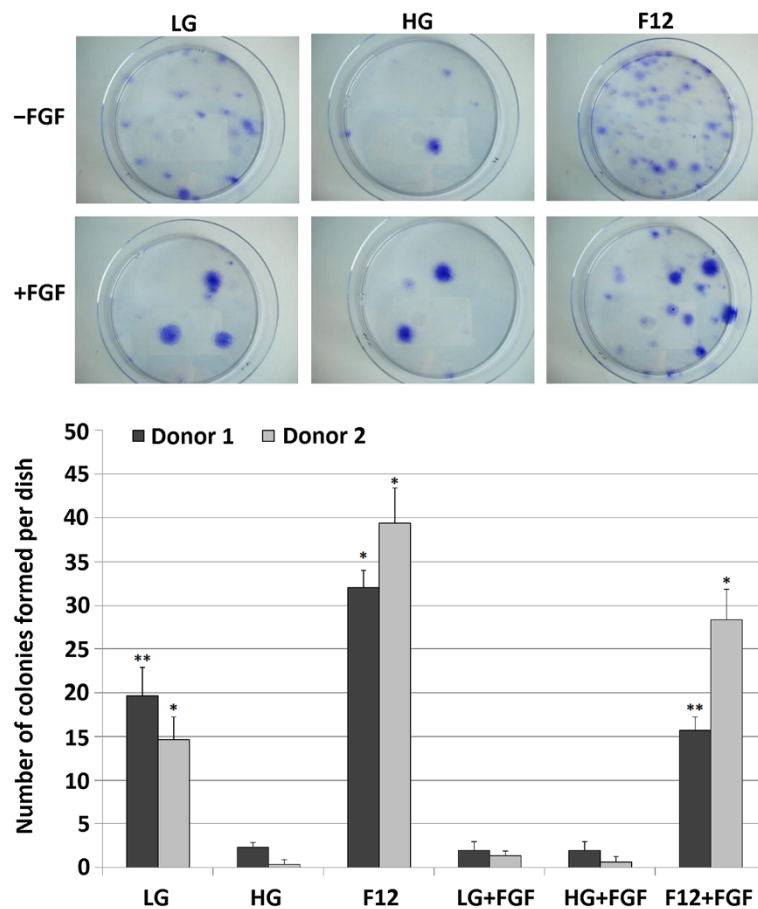 LG HG F12
−FGF
+FGF
Number of colonies formed per dish
50
45
40
35
30
25
20
15
10
5
0
Donor 1 Donor 2
** * * * ** *
LG HG F12 LG+FGF HG+FGF F12+FGF